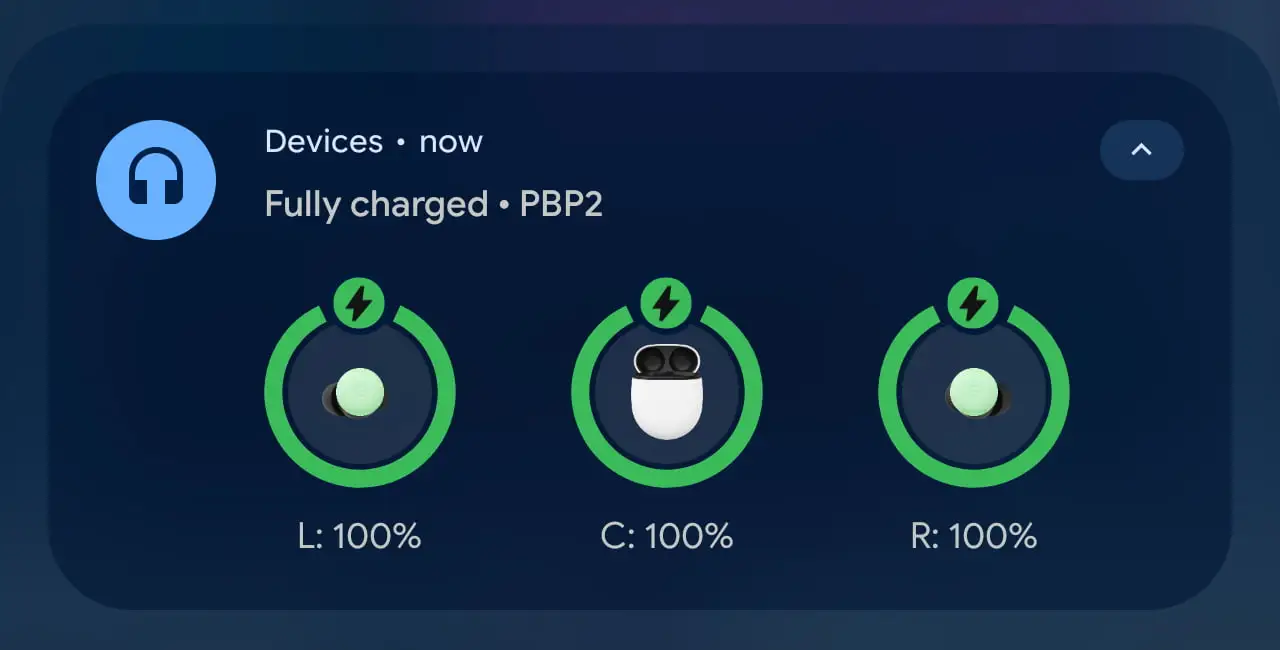 Devices • now
Fully charged • PBP2
L: 100%
C: 100%
R: 100%